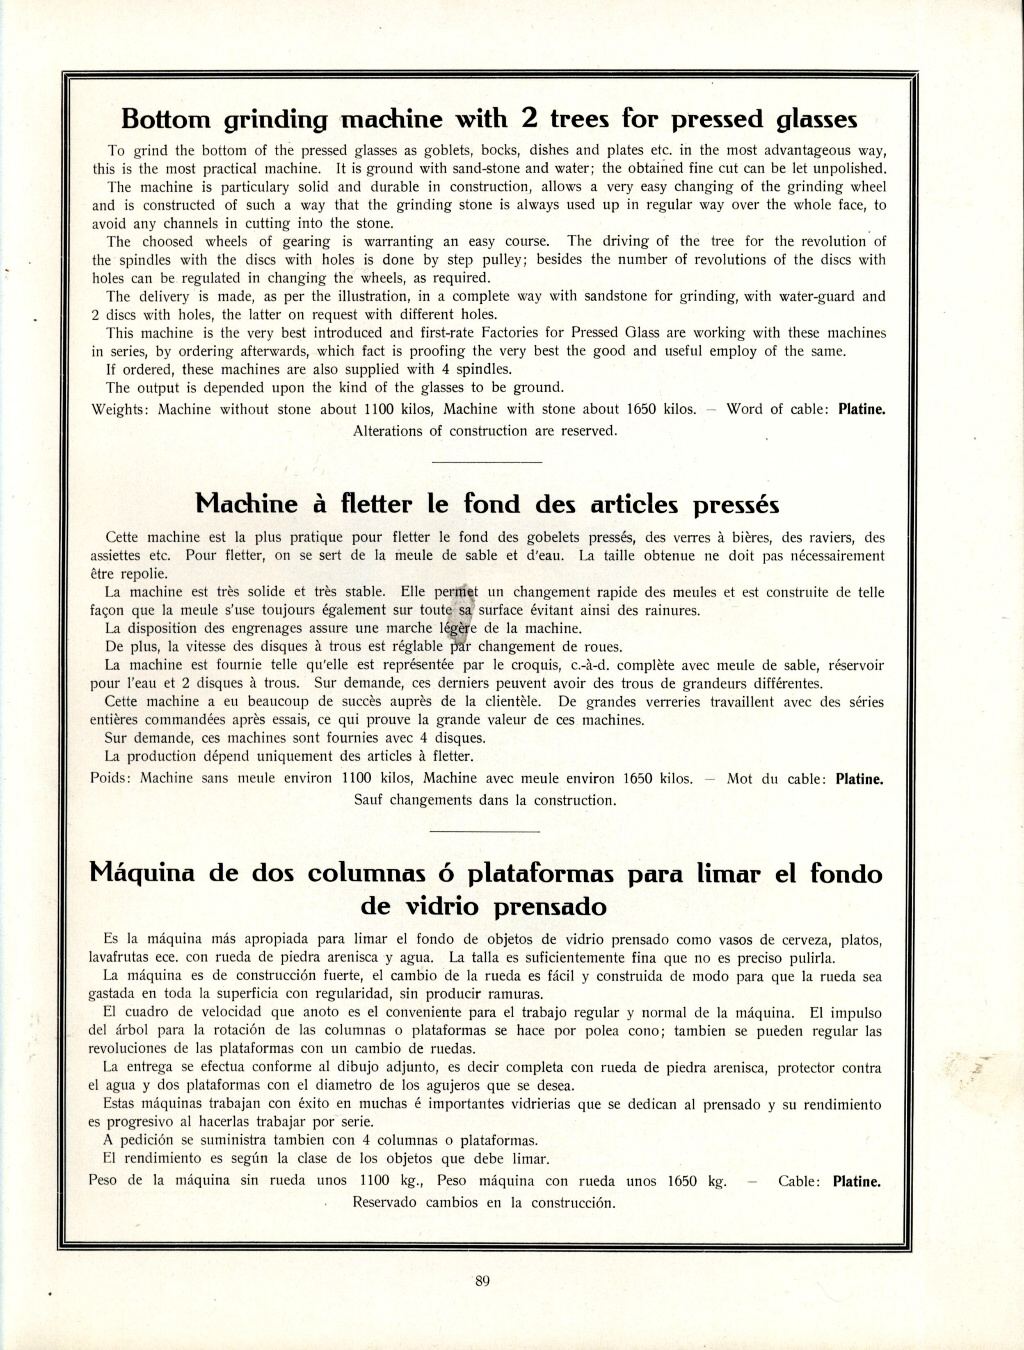 Bottom grinding machine with 2 trees for pressed glasses
To grind the bottom of the pressed glasses as goblets, bocks, dishes and plates etc. in the most advantageous way,
this is the most practical machine. It is ground with sand-stone and water; the obtained fine cut can be let unpolished.
The machine is particulary solid and durable in construction, allows a very easy changing of the grinding wheel
and is constructed of such a way that the grinding stone is always used up in regular way over the whole face, to
avoid any channels in cutting into the stone.
The choosed wheels of gearing is warranting an easy course. The driving of the tree for the revolution of
the spindles with the discs with holes is done by step pulley; besides the number of revolutions of the discs with
holes can be regulated in changing the wheels, as required.
The delivery is made, as per the illustration, in a complete way with sandstone for grinding, with water-guard and
2 discs with holes, the latter on request with different holes.
This machine is the very best introduced and first-rate Factories for Pressed Glass are working with these machines
in series, by ordering afterwards, which fact is proofing the very best the good and useful employ of the same.
If ordered, these machines are also supplied with 4 spindles.
The output is depended upon the kind of the glasses to be ground.
Weights: Machine without stone about 1100 kilos, Machine with stone about 1650 kilos. — Word of cable: Platine.
Alterations of construction are reserved.
Machine à fletter le fond des articles pressés
Cette machine est la plus pratique pour fletter le fond des gobelets pressés, des verres à bières, des raviers, des
assiettes etc. Pour fletter, on se sert de la meule de sable et d'eau. La taille obtenue ne doit pas nécessairement
être repolie.
La machine est très solide et très stable. Elle permet un changement rapide des meules et est construite de telle
façon que la meule s'use toujours également sur toute sa surface évitant ainsi des rainures.
La disposition des engrenages assure une marche légère de la machine.
De plus, la vitesse des disques à trous est réglable par changement de roues.
La machine est fournie telle qu'elle est représentée par le croquis, c.-à-d. complète avec meule de sable, réservoir
pour l'eau et 2 disques à trous. Sur demande, ces derniers peuvent avoir des trous de grandeurs différentes.
Cette machine a eu beaucoup de succès auprès de la clientèle. De grandes verreries travaillent avec des séries
entières commandées après essais, ce qui prouve la grande valeur de ces machines.
Sur demande, ces machines sont fournies avec 4 disques.
La production dépend uniquement des articles à fletter.
Poids: Machine sans meule environ 1100 kilos, Machine avec meule environ 1650 kilos. — Mot du cable: Platine.
Sauf changements dans la construction.
Máquina de dos columnas ó plataformas para limar el fondo
de vidrio prensado
Es la máquina más apropiada para limar el fondo de objetos de vidrio prensado como vasos de cerveza, platos,
lavafrutas ece. con rueda de piedra arenisca y agua. La talla es suficientemente fina que no es preciso pulirla.
La máquina es de construcción fuerte, el cambio de la rueda es fácil y construida de modo para que la rueda sea
gastada en toda la superficia con regularidad, sin producir ramuras.
El cuadro de velocidad que anoto es el conveniente para el trabajo regular y normal de la máquina. El impulso
del árbol para la rotación de las columnas o plataformas se hace por polea cono; tambien se pueden regular las
revoluciones de las plataformas con un cambio de ruedas.
La entrega se efectua conforme al dibujo adjunto, es decir completa con rueda de piedra arenisca, protector contra
el agua y dos plataformas con el diametro de los agujeros que se desea.
Estas máquinas trabajan con éxito en muchas é importantes vidrierias que se dedican al prensado y su rendimiento
es progresivo al hacerlas trabajar por serie.
A pedición se suministra tambien con 4 columnas o plataformas.
El rendimiento es según la clase de los objetos que debe limar.
Peso de la máquina sin rueda unos 1100 kg., Peso máquina con rueda unos 1650 kg. — Cable: Platine.
Reservado cambios en la construcción.
89